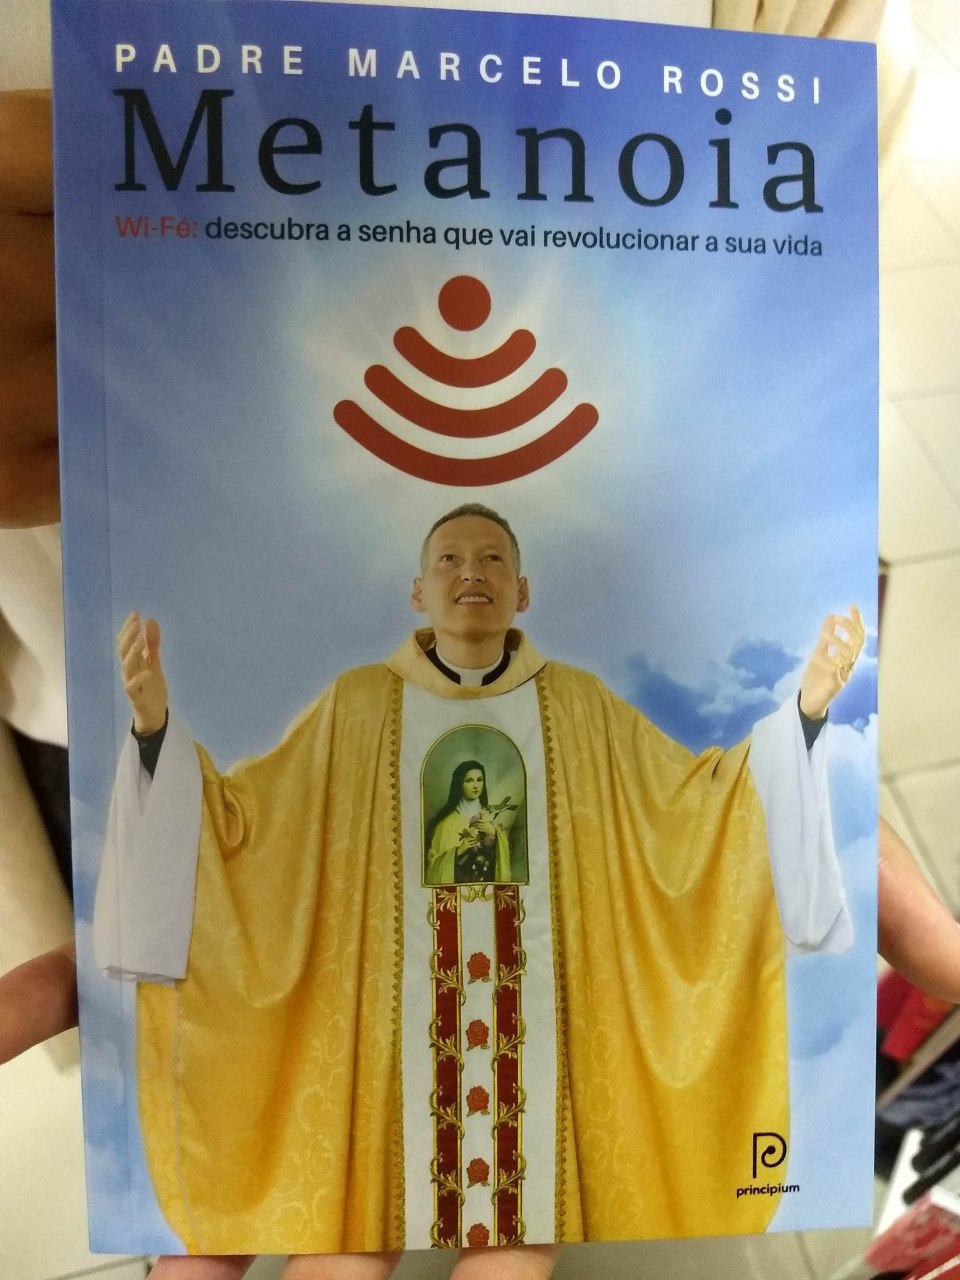 PADRE MARCELO ROSSI
Metanoia
Wi-Fé: descubra a senha que vai revolucionar a sua vida
principium